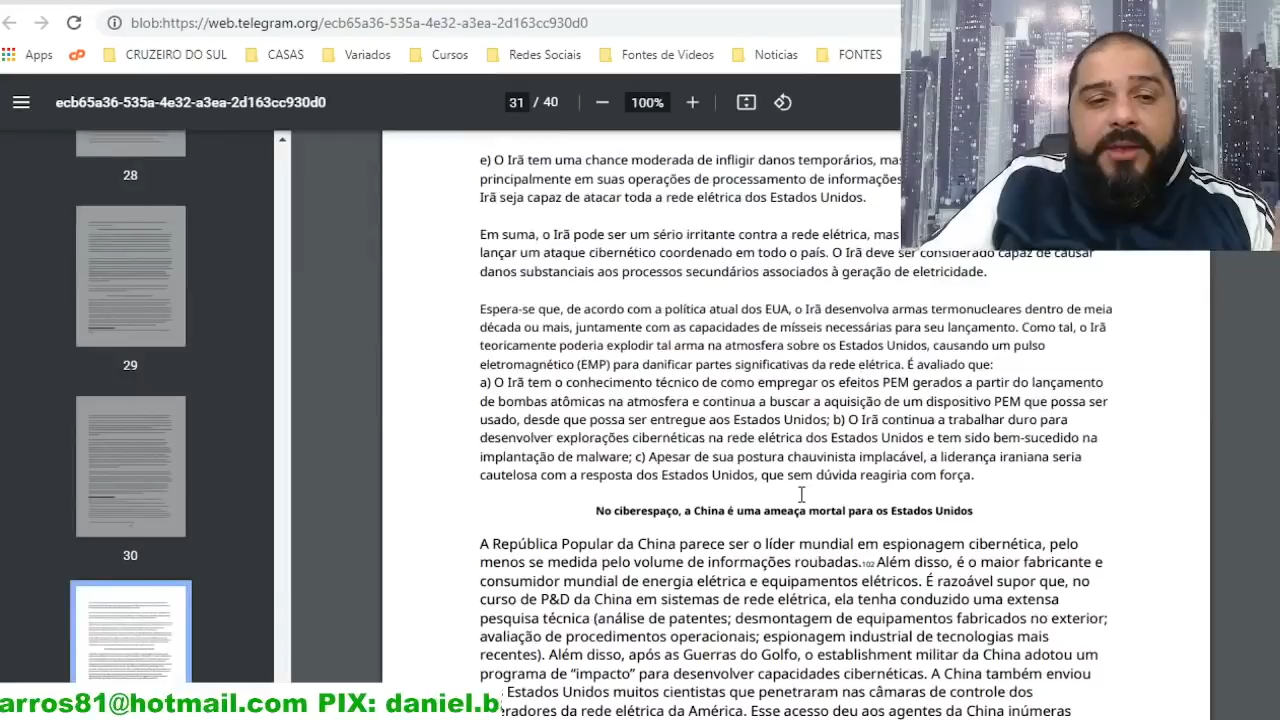 blob:https://web.telegram.org/ecb65a36-535a-4e32-a3ea-2d163cc930d0
Apps CRUZEIRO DO SUL CASAS Cursos Redes Sociais Fontes de Videos Noticias FONTES
ecb65a36-535a-4e32-a3ea-2d163cc930d0 31 / 40 100%
28
29
30
e) O Irã tem uma chance moderada de infligir danos temporários, mas
principalmente em suas operações de processamento de informações
Irã seja capaz de atacar toda a rede elétrica dos Estados Unidos.
Em suma, o Irã pode ser um sério irritante contra a rede elétrica, mas
lançar um ataque cibernético coordenado em todo o país. O Irã deve ser considerado capaz de causar
danos substanciais aos processos secundários associados à geração de eletricidade.
Espera-se que, de acordo com a política atual dos EUA, o Irã desenvolva armas termonucleares dentro de meia
década ou mais, juntamente com as capacidades de mísseis necessárias para seu lançamento. Como tal, o Irã
teoricamente poderia explodir tal arma na atmosfera sobre os Estados Unidos, causando um pulso
eletromagnético (EMP) para danificar partes significativas da rede elétrica. É avaliado que:
a) O Irã tem o conhecimento técnico de como empregar os efeitos PEM gerados a partir do lançamento
de bombas atômicas na atmosfera e continua a buscar a aquisição de um dispositivo PEM que possa ser
usado, desde que possa ser entregue aos Estados Unidos; b) O Irã continua a trabalhar duro para
desenvolver explorações cibernéticas na rede elétrica dos Estados Unidos e tem sido bem-sucedido na
implantação de malware; c) Apesar de sua postura chauvinista implacável, a liderança iraniana seria
cautelosa com a resposta dos Estados Unidos, que sem dúvida reagiria com força.
No ciberespaço, a China é uma ameaça mortal para os Estados Unidos
A República Popular da China parece ser o líder mundial em espionagem cibernética, pelo
menos se medida pelo volume de informações roubadas.102 Além disso, é o maior fabricante e
consumidor mundial de energia elétrica e equipamentos elétricos. É razoável supor que, no
curso de P&D da China em sistemas de rede elétrica, ela tenha conduzido uma extensa
pesquisa técnica (análise de patentes; desmontagem de equipamentos fabricados no exterior;
avaliação de procedimentos operacionais; espionagem industrial de tecnologias mais
recentes). Além disso, após as Guerras do Golfo, o establishment militar da China adotou um
programa de “impacto” para desenvolver capacidades cibernéticas. A China também enviou
Estados Unidos muitos cientistas que penetraram nas câmaras de controle dos
da rede elétrica da América. Esse acesso deu aos agentes da China inúmeras
arros81@hotmail.com PIX: daniel.b